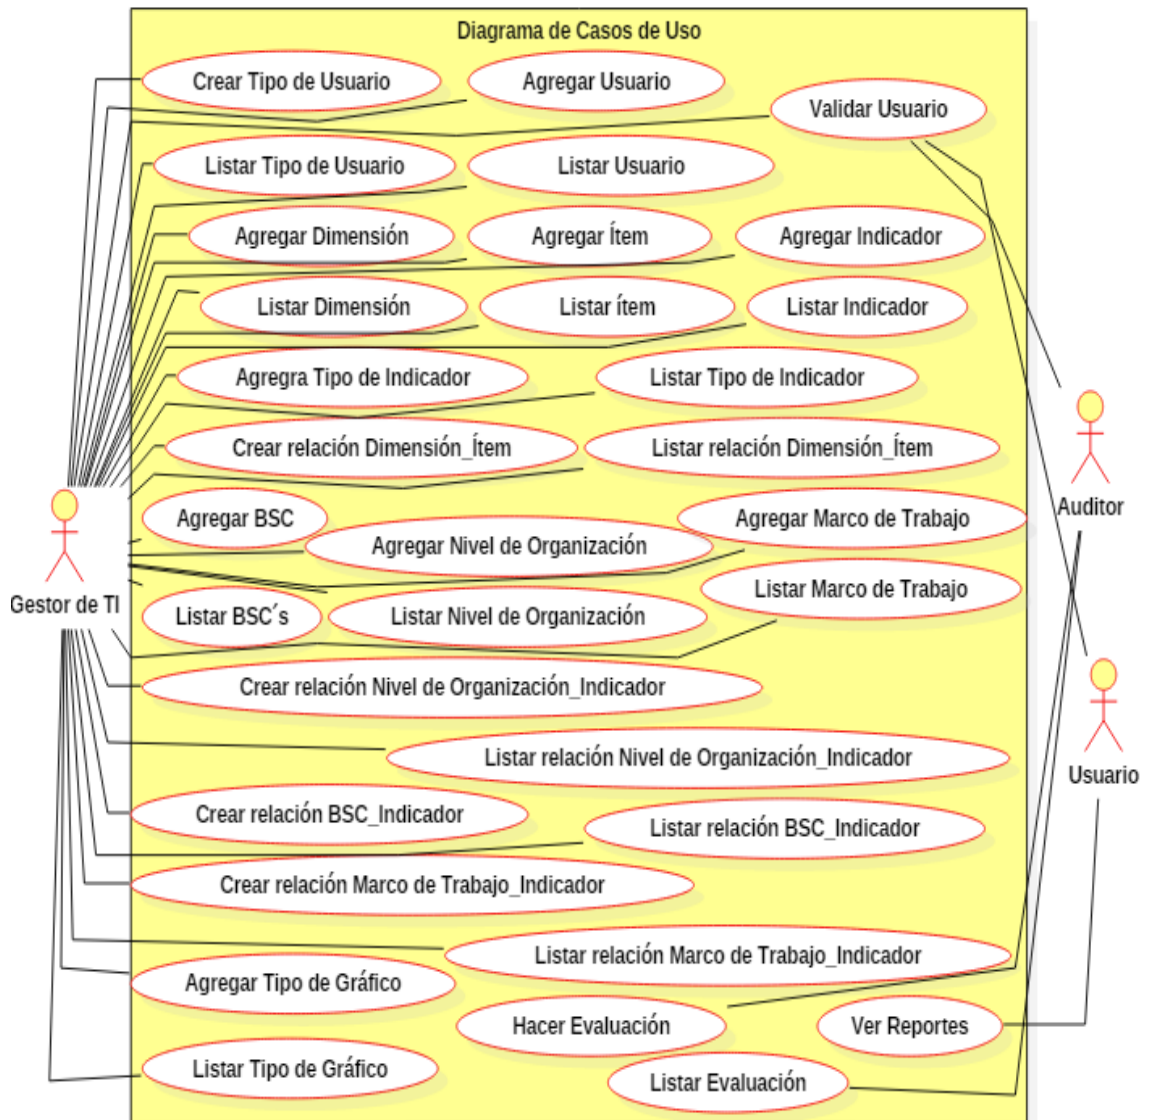 Diagrama de Casos de Uso
Crear Tipo de Usuario
Agregar Usuario
Validar Usuario
Listar Tipo de Usuario
Listar Usuario
Agregar Dimensión
Agregar Ítem
Agregar Indicador
Listar Dimensión
Listar ítem
Listar Indicador
Agregra Tipo de Indicador
Listar Tipo de Indicador
Crear relación Dimensión_Ítem
Listar relación Dimensión_Ítem
Auditor
Agregar BSC
Agregar Nivel de Organización
Agregar Marco de Trabajo
Gestor de TI
Listar BSC´s
Listar Nivel de Organización
Listar Marco de Trabajo
Crear relación Nivel de Organización_Indicador
Listar relación Nivel de Organización_Indicador
Usuario
Crear relación BSC_Indicador
Listar relación BSC_Indicador
Crear relación Marco de Trabajo_Indicador
Listar relación Marco de Trabajo_Indicador
Agregar Tipo de Gráfico
Hacer Evaluación
Ver Reportes
Listar Tipo de Gráfico
Listar Evaluación